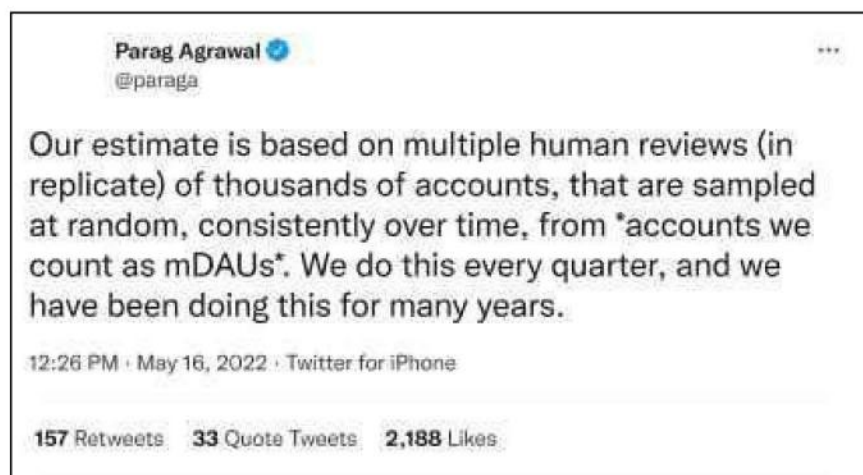 Parag Agrawal
@paraga
Our estimate is based on multiple human reviews (in
replicate) of thousands of accounts, that are sampled
at random, consistently over time, from *accounts we
count as mDAUs*. We do this every quarter, and we
have been doing this for many years.
12:26 PM · May 16, 2022 · Twitter for iPhone
157 Retweets 33 Quote Tweets 2,188 Likes